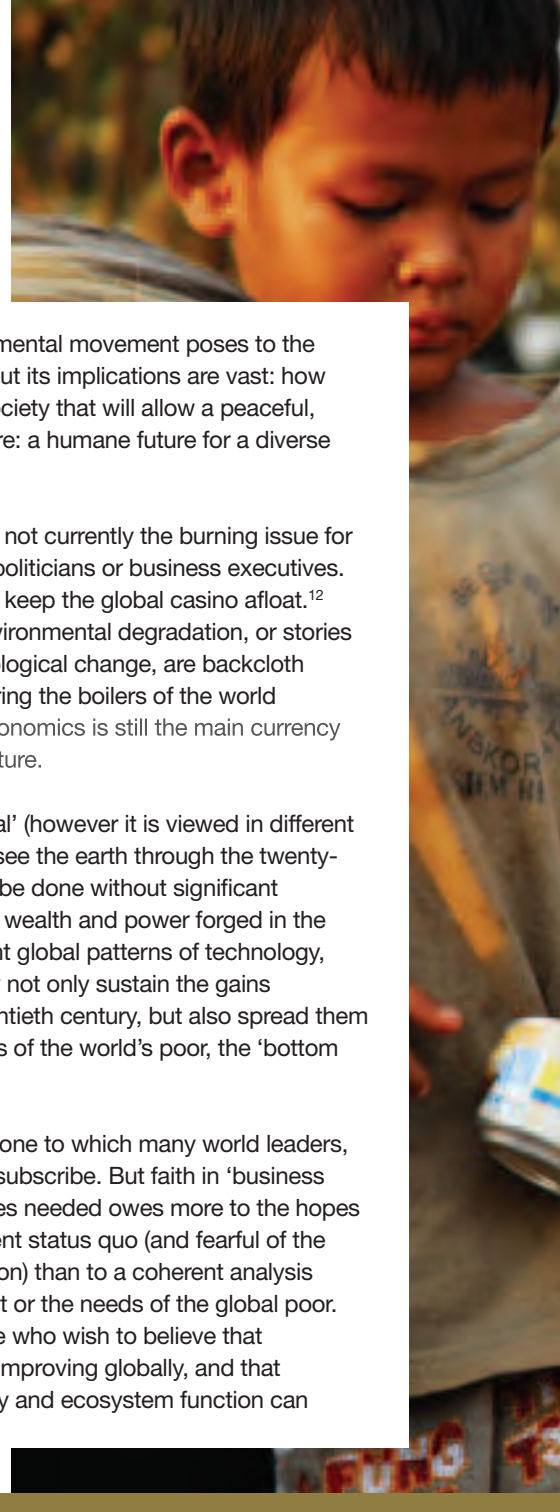 mental movement poses to the
ut its implications are vast: how
ciety that will allow a peaceful,
re: a humane future for a diverse
not currently the burning issue for
politicians or business executives.
keep the global casino afloat.¹²
vironmental degradation, or stories
ological change, are backcloth
ring the boilers of the world
onomics is still the main currency
ture.
al’ (however it is viewed in different
see the earth through the twenty-
be done without significant
wealth and power forged in the
nt global patterns of technology,
not only sustain the gains
ntieth century, but also spread them
s of the world’s poor, the ‘bottom
one to which many world leaders,
subscribe. But faith in ‘business
es needed owes more to the hopes
ent status quo (and fearful of the
on) than to a coherent analysis
t or the needs of the global poor.
e who wish to believe that
improving globally, and that
y and ecosystem function can
ANGKOR